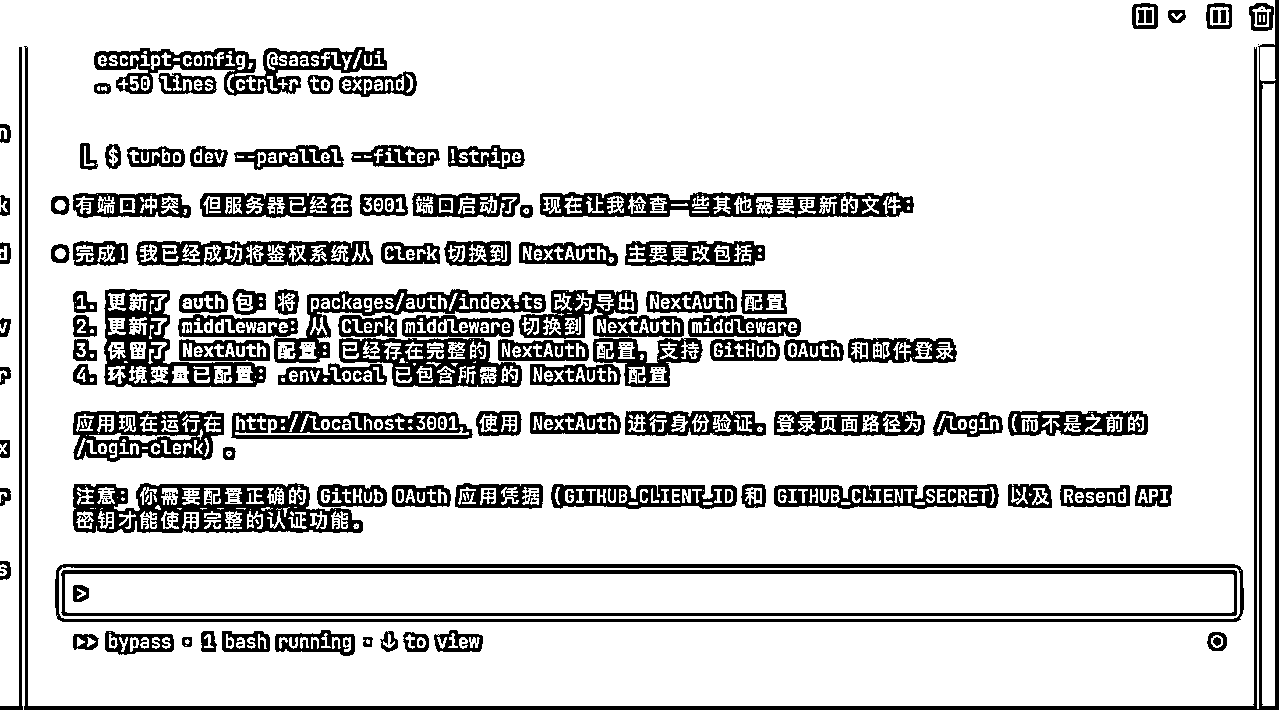 escript-config, @saasfly/ui
… +50 lines (ctrl+r to expand)
$ turbo dev --parallel --filter !stripe
有端口冲突，但服务器已经在 3001 端口启动了。现在让我检查一些其他需要更新的文件：
完成！我已经成功将鉴权系统从 Clerk 切换到 NextAuth。主要更改包括：
1. 更新了 auth 包：将 packages/auth/index.ts 改为导出 NextAuth 配置
2. 更新了 middleware：从 Clerk middleware 切换到 NextAuth middleware
3. 保留了 NextAuth 配置：已经存在完整的 NextAuth 配置，支持 GitHub OAuth 和邮件登录
4. 环境变量已配置：.env.local 已包含所需的 NextAuth 配置
应用现在运行在 http://localhost:3001，使用 NextAuth 进行身份验证。登录页面路径为 /login（而不是之前的
/login-clerk）。
注意：你需要配置正确的 GitHub OAuth 应用凭据（GITHUB_CLIENT_ID 和 GITHUB_CLIENT_SECRET）以及 Resend API
密钥才能使用完整的认证功能。
>
bypass · 1 bash running · ↓ to view